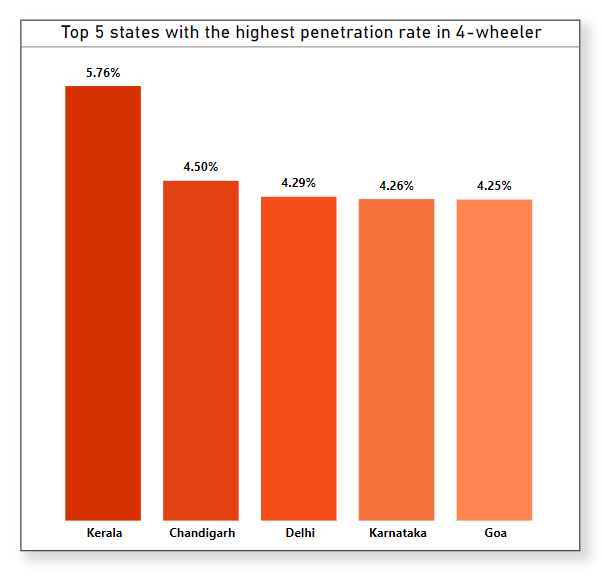 Top 5 states with the highest penetration rate in 4-wheeler
5.76%
4.50%
4.29%
4.26%
4.25%
Kerala
Chandigarh
Delhi
Karnataka
Goa